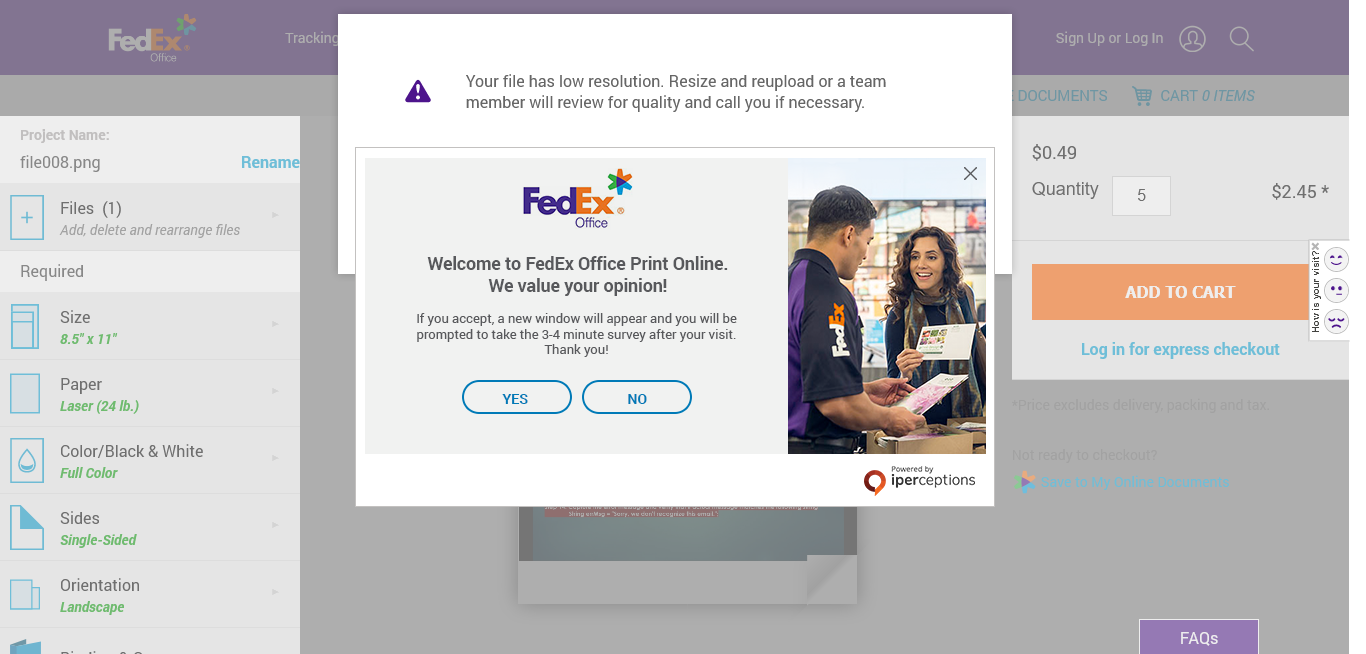 FedEx
Office
Tracking
Sign Up or Log In
DOCUMENTS
CART 0 ITEMS
Your file has low resolution. Resize and reupload or a team
member will review for quality and call you if necessary.
Project Name:
file008.png
Rename
Files (1)
Add, delete and rearrange files
Required
Size
8.5" x 11"
Paper
Laser (24 lb.)
Color/Black & White
Full Color
Sides
Single-Sided
Orientation
Landscape
FedEx
Office
Welcome to FedEx Office Print Online.
We value your opinion!
If you accept, a new window will appear and you will be
prompted to take the 3-4 minute survey after your visit.
Thank you!
YES
NO
FedEx
Powered by
iperceptions
$0.49
Quantity
5
$2.45 *
ADD TO CART
Log in for express checkout
*Price excludes delivery, packing and tax.
Not ready to checkout?
Save to My Online Documents
How is your visit?
FAQs